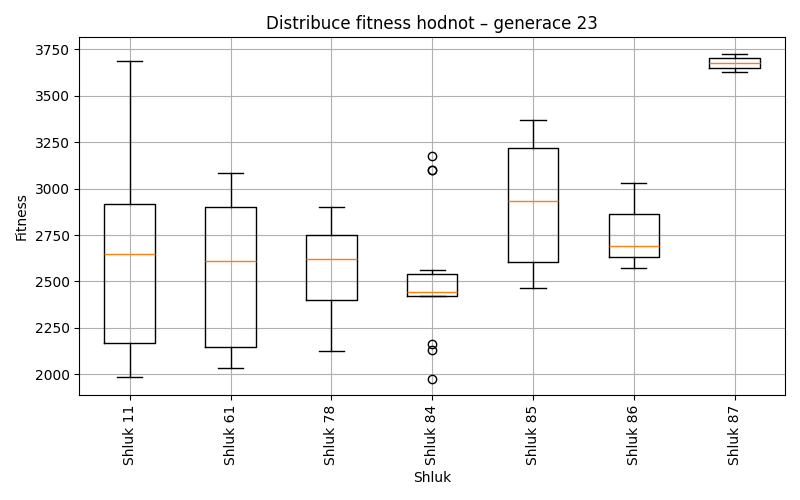 Distribuce fitness hodnot – generace 23
Fitness
3750
3500
3250
3000
2750
2500
2250
2000
Shluk 11
Shluk 61
Shluk 78
Shluk 84
Shluk 85
Shluk 86
Shluk 87
Shluk